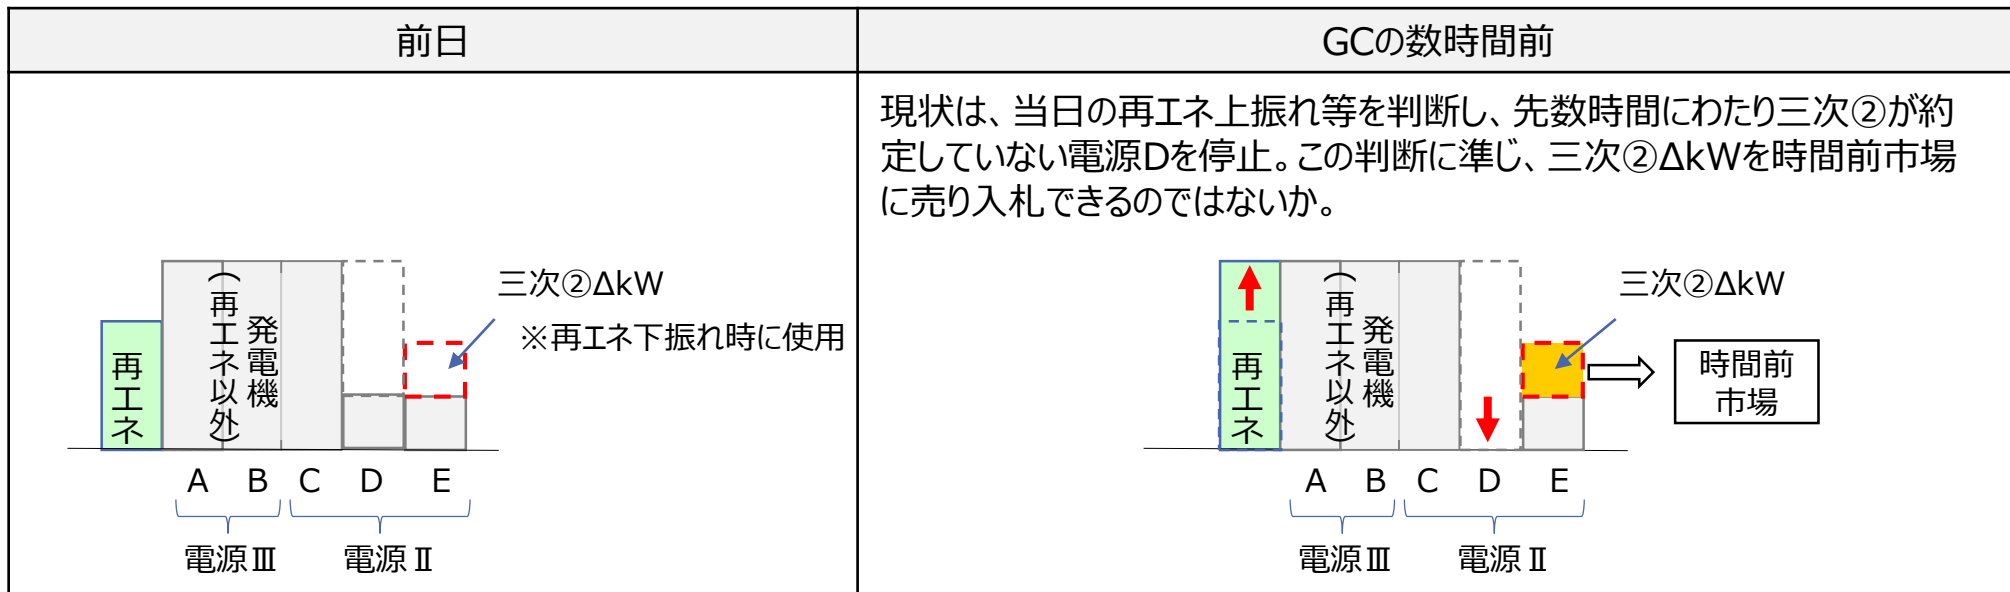 前日
GCの数時間前
現状は、当日の再エネ上振れ等を判断し、先数時間にわたり三次②が約
定していない電源Dを停止。この判断に準じ、三次②ΔkWを時間前市場
に売り入札できるのではないか。
再エネ
発電機
(再エネ以外)
三次②ΔkW
※再エネ下振れ時に使用
A B C D E
電源Ⅲ 電源Ⅱ
再エネ
発電機
(再エネ以外)
三次②ΔkW
時間前
市場
A B C D E
電源Ⅲ 電源Ⅱ